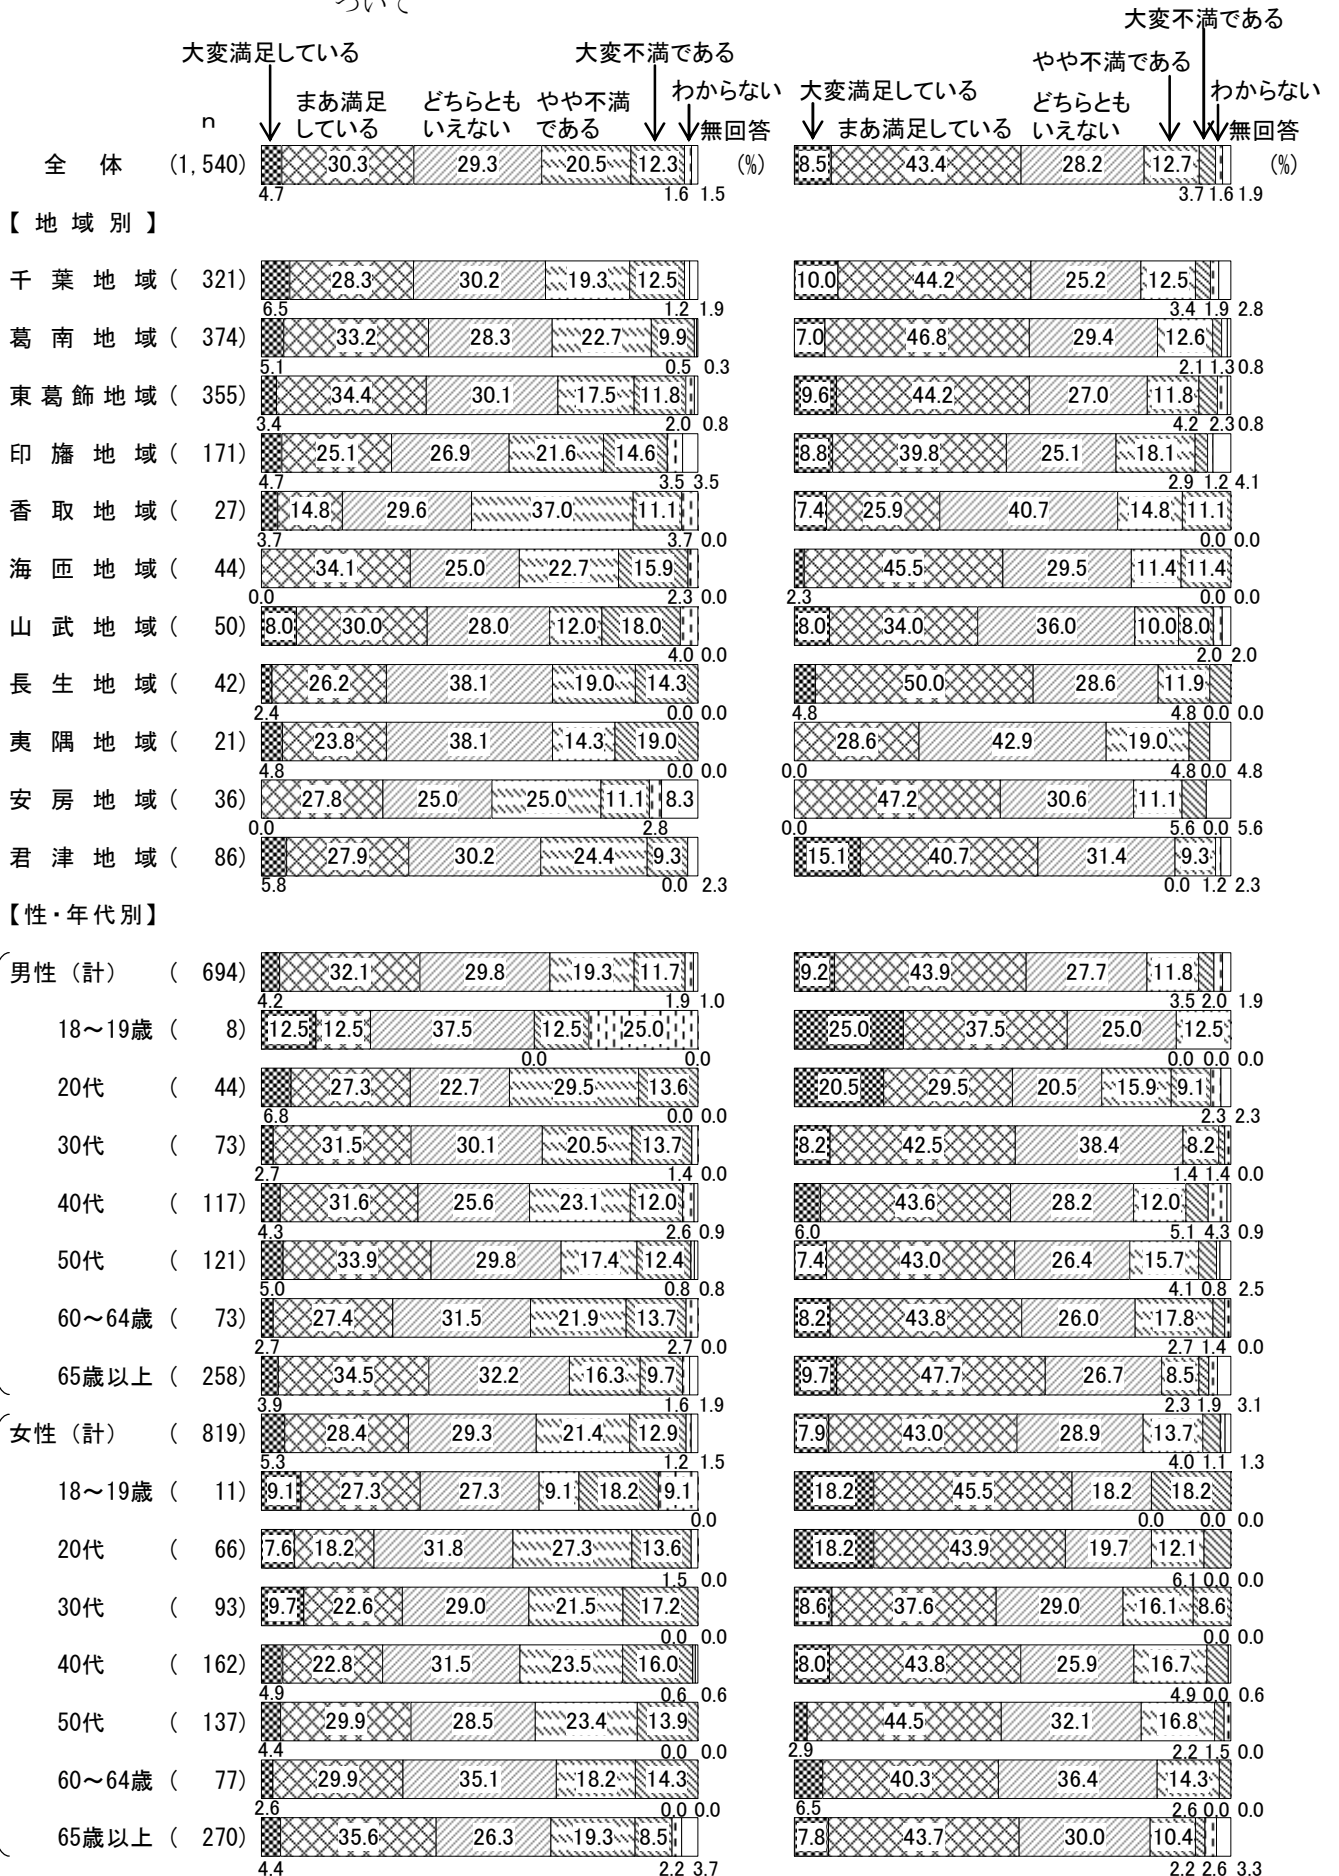 ついて
大変不満である
大変満足している 大変不満である
やや不満である
わからない 大変満足している わからない
まあ満足 どちらとも やや不満 どちらとも
n している いえない である 無回答 まあ満足している いえない 無回答
全 体 (1,540) 30.3 29.3 20.5 12.3 (%) 8.5 43.4 28.2 12.7 (%)
4.7 1.6 1.5 3.7 1.6 1.9
【 地 域 別 】
千 葉 地 域 ( 321) 28.3 30.2 19.3 12.5 10.0 44.2 25.2 12.5
6.5 1.2 1.9 3.4 1.9 2.8
葛 南 地 域 ( 374) 33.2 28.3 22.7 9.9 7.0 46.8 29.4 12.6
5.1 0.5 0.3 2.1 1.3 0.8
東 葛 飾 地 域 ( 355) 34.4 30.1 17.5 11.8 9.6 44.2 27.0 11.8
3.4 2.0 0.8 4.2 2.3 0.8
印 旛 地 域 ( 171) 25.1 26.9 21.6 14.6 8.8 39.8 25.1 18.1
4.7 3.5 3.5 2.9 1.2 4.1
香 取 地 域 ( 27) 14.8 29.6 37.0 11.1 7.4 25.9 40.7 14.8 11.1
3.7 3.7 0.0 0.0 0.0
海 匝 地 域 ( 44) 34.1 25.0 22.7 15.9 45.5 29.5 11.4 11.4
0.0 2.3 0.0 2.3 0.0 0.0
山 武 地 域 ( 50) 8.0 30.0 28.0 12.0 18.0 8.0 34.0 36.0 10.0 8.0
4.0 0.0 2.0 2.0
長 生 地 域 ( 42) 26.2 38.1 19.0 14.3 50.0 28.6 11.9
2.4 0.0 0.0 4.8 4.8 0.0 0.0
夷 隅 地 域 ( 21) 23.8 38.1 14.3 19.0 28.6 42.9 19.0
4.8 0.0 0.0 0.0 4.8 0.0 4.8
安 房 地 域 ( 36) 27.8 25.0 25.0 11.1 8.3 47.2 30.6 11.1
0.0 2.8 0.0 5.6 0.0 5.6
君 津 地 域 ( 86) 27.9 30.2 24.4 9.3 15.1 40.7 31.4 9.3
5.8 0.0 2.3 0.0 1.2 2.3
【性・年代別】
男性（計） ( 694) 32.1 29.8 19.3 11.7 9.2 43.9 27.7 11.8
4.2 1.9 1.0 3.5 2.0 1.9
18～19歳 ( 8) 12.5 12.5 37.5 12.5 25.0 25.0 37.5 25.0 12.5
0.0 0.0 0.0 0.0 0.0
20代 ( 44) 27.3 22.7 29.5 13.6 20.5 29.5 20.5 15.9 9.1
6.8 0.0 0.0 2.3 2.3
30代 ( 73) 31.5 30.1 20.5 13.7 8.2 42.5 38.4 8.2
2.7 1.4 0.0 1.4 1.4 0.0
40代 ( 117) 31.6 25.6 23.1 12.0 43.6 28.2 12.0
4.3 2.6 0.9 6.0 5.1 4.3 0.9
50代 ( 121) 33.9 29.8 17.4 12.4 7.4 43.0 26.4 15.7
5.0 0.8 0.8 4.1 0.8 2.5
60～64歳 ( 73) 27.4 31.5 21.9 13.7 8.2 43.8 26.0 17.8
2.7 2.7 0.0 2.7 1.4 0.0
65歳以上 ( 258) 34.5 32.2 16.3 9.7 9.7 47.7 26.7 8.5
3.9 1.6 1.9 2.3 1.9 3.1
女性（計） ( 819) 28.4 29.3 21.4 12.9 7.9 43.0 28.9 13.7
5.3 1.2 1.5 4.0 1.1 1.3
18～19歳 ( 11) 9.1 27.3 27.3 9.1 18.2 9.1 18.2 45.5 18.2 18.2
0.0 0.0 0.0 0.0
20代 ( 66) 7.6 18.2 31.8 27.3 13.6 18.2 43.9 19.7 12.1
1.5 0.0 6.1 0.0 0.0
30代 ( 93) 9.7 22.6 29.0 21.5 17.2 8.6 37.6 29.0 16.1 8.6
0.0 0.0 0.0 0.0
40代 ( 162) 22.8 31.5 23.5 16.0 8.0 43.8 25.9 16.7
4.9 0.6 0.6 4.9 0.0 0.6
50代 ( 137) 29.9 28.5 23.4 13.9 44.5 32.1 16.8
4.4 0.0 0.0 2.9 2.2 1.5 0.0
60～64歳 ( 77) 29.9 35.1 18.2 14.3 40.3 36.4 14.3
2.6 0.0 0.0 6.5 2.6 0.0 0.0
65歳以上 ( 270) 35.6 26.3 19.3 8.5 7.8 43.7 30.0 10.4
4.4 2.2 3.7 2.2 2.6 3.3